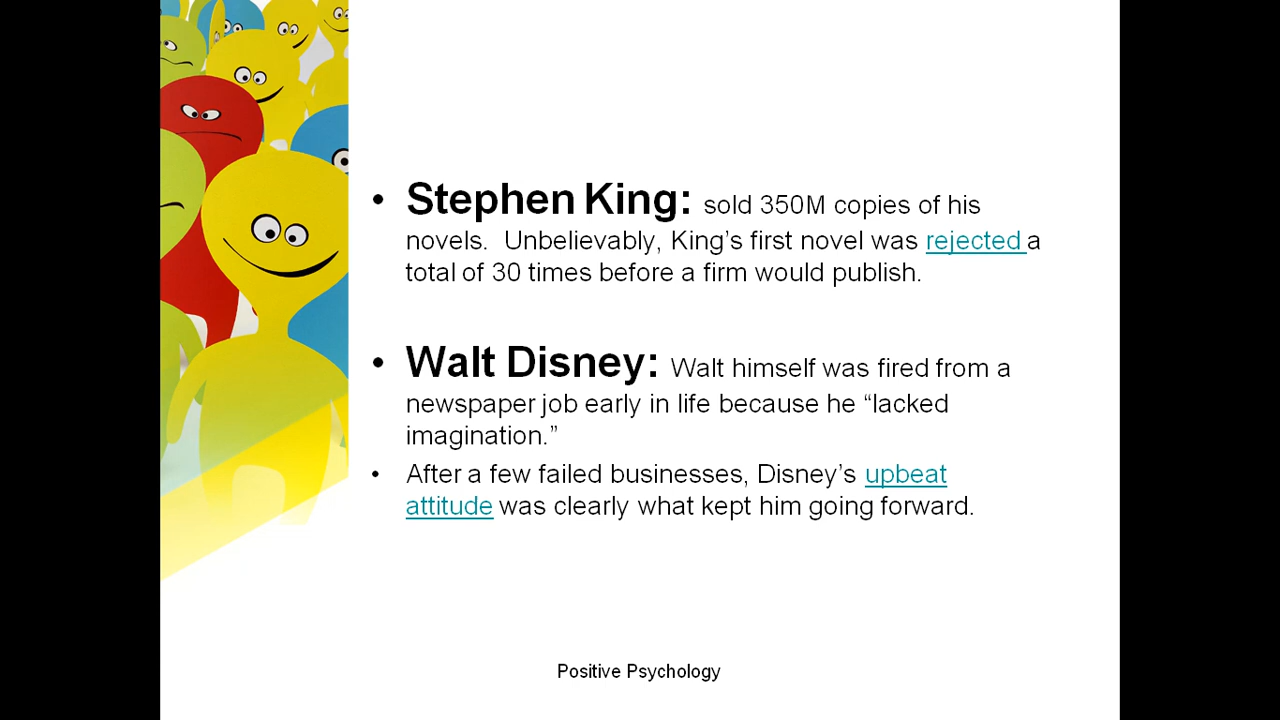 • Stephen King: sold 350M copies of his
novels.  Unbelievably, King's first novel was rejected a
total of 30 times before a firm would publish.
• Walt Disney: Walt himself was fired from a
newspaper job early in life because he “lacked
imagination.”
• After a few failed businesses, Disney's upbeat
attitude was clearly what kept him going forward.
Positive Psychology